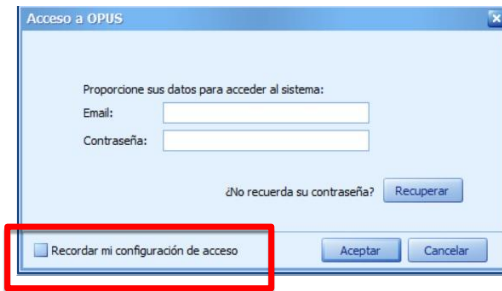 Acceso a OPUS
Proporcione sus datos para acceder al sistema:
Email:
Contraseña:
¿No recuerda su contraseña? Recuperar
Recordar mi configuración de acceso Aceptar Cancelar